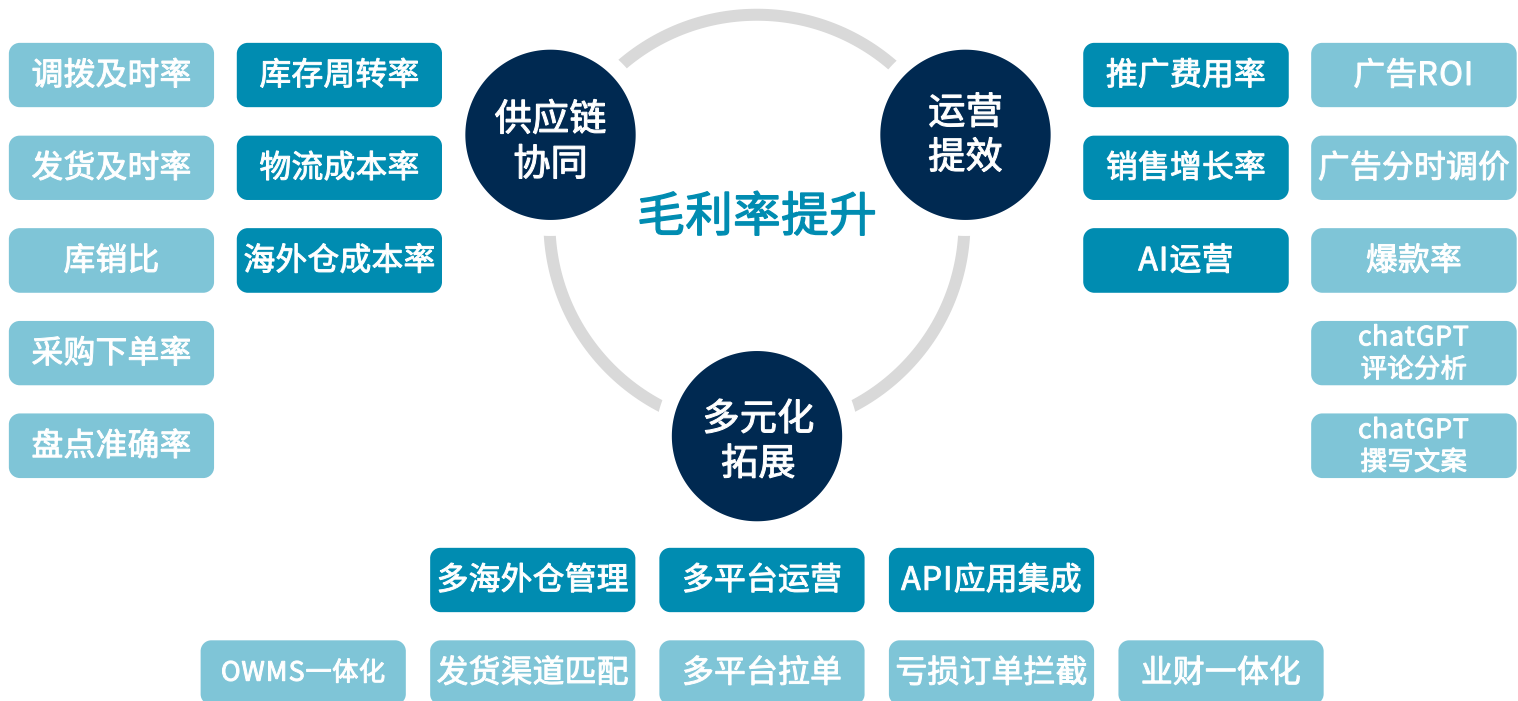 调拨及时率
库存周转率
供应链
协同
运营
提效
推广费用率
广告ROI
发货及时率
物流成本率
毛利率提升
销售增长率
广告分时调价
库销比
海外仓成本率
AI运营
爆款率
采购下单率
chatGPT
评论分析
盘点准确率
多元化
拓展
chatGPT
撰写文案
多海外仓管理
多平台运营
API应用集成
OWMS一体化
发货渠道匹配
多平台拉单
亏损订单拦截
业财一体化